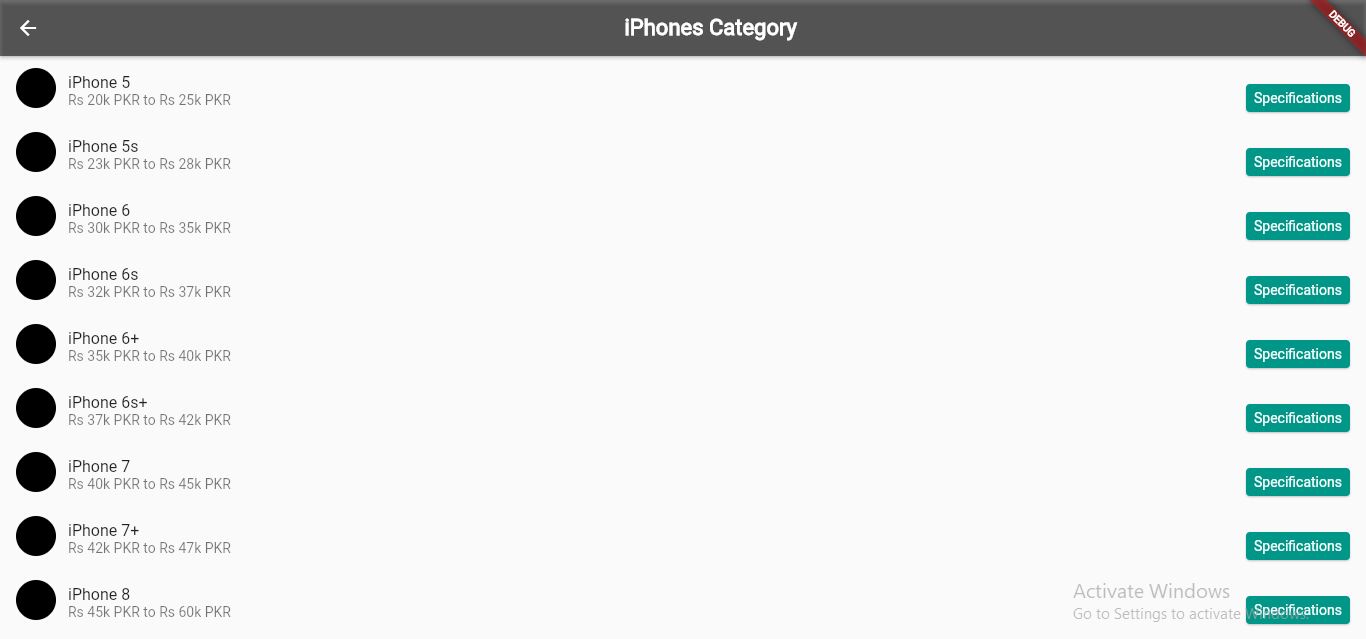 iPhones Category
DEBUG
iPhone 5
Rs 20k PKR to Rs 25k PKR
Specifications
iPhone 5s
Rs 23k PKR to Rs 28k PKR
Specifications
iPhone 6
Rs 30k PKR to Rs 35k PKR
Specifications
iPhone 6s
Rs 32k PKR to Rs 37k PKR
Specifications
iPhone 6+
Rs 35k PKR to Rs 40k PKR
Specifications
iPhone 6s+
Rs 37k PKR to Rs 42k PKR
Specifications
iPhone 7
Rs 40k PKR to Rs 45k PKR
Specifications
iPhone 7+
Rs 42k PKR to Rs 47k PKR
Specifications
iPhone 8
Rs 45k PKR to Rs 60k PKR
Specifications
Activate Windows
Go to Settings to activate Windows.